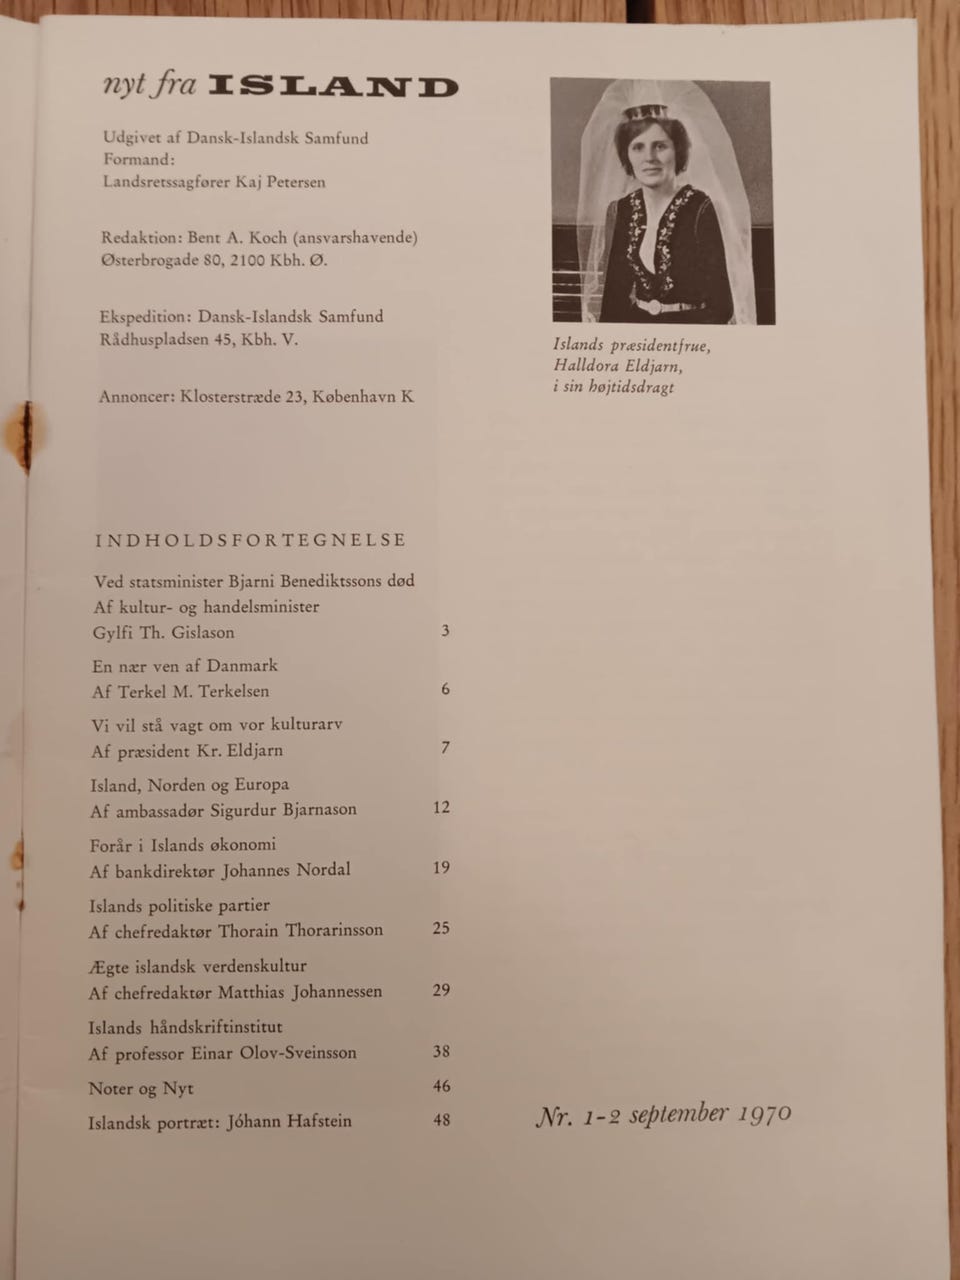 nyt fra ISLAND
Udgivet af Dansk-Islandsk Samfund
Formand:
Landsretssagfører Kaj Petersen
Redaktion: Bent A. Koch (ansvarshavende)
Østerbrogade 80, 2100 Kbh. Ø.
Ekspedition: Dansk-Islandsk Samfund
Rådhuspladsen 45, Kbh. V.
Annoncer: Klosterstræde 23, København K
Islands præsidentfrue,
Halldora Eldjarn,
i sin højtidsdragt
INDHOLDSFORTEGNELSE
Ved statsminister Bjarni Benediktssons død
Af kultur- og handelsminister
Gylfi Th. Gislason 3
En nær ven af Danmark
Af Terkel M. Terkelsen 6
Vi vil stå vagt om vor kulturarv
Af præsident Kr. Eldjarn 7
Island, Norden og Europa
Af ambassadør Sigurdur Bjarnason 12
Forår i Islands økonomi
Af bankdirektør Johannes Nordal 19
Islands politiske partier
Af chefredaktør Thorain Thorarinsson 25
Ægte islandsk verdenskultur
Af chefredaktør Matthias Johannessen 29
Islands håndskriftinstitut
Af professor Einar Olov-Sveinsson 38
Noter og Nyt 46
Islandsk portræt: Jóhann Hafstein 48
Nr. 1-2 september 1970